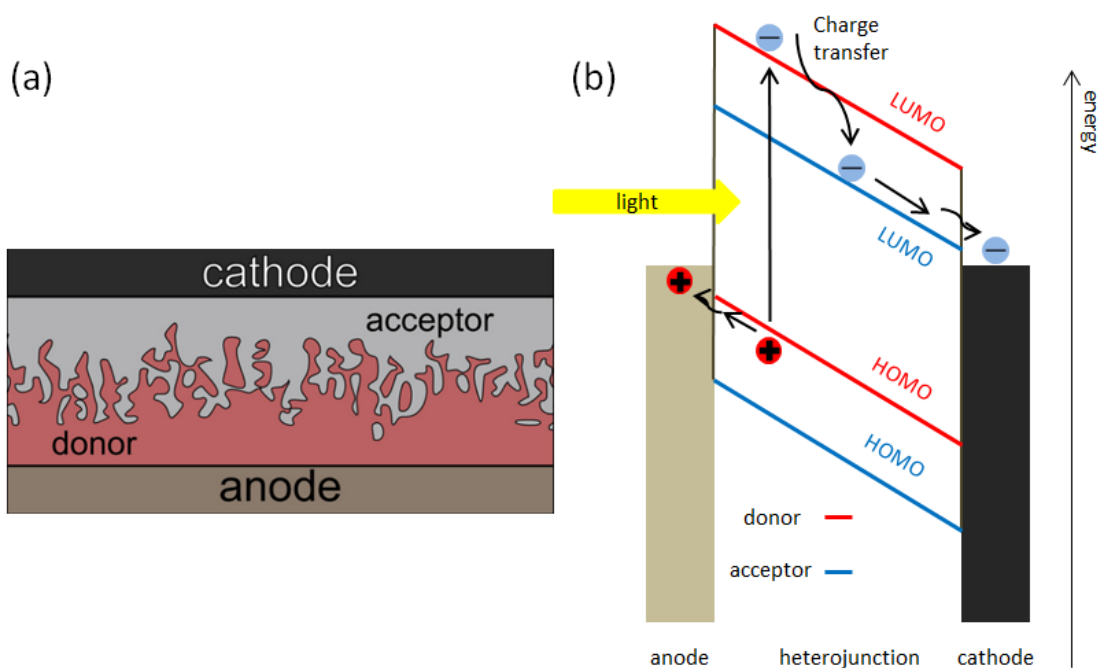 (a)
cathode
acceptor
donor
anode
(b)
Charge
transfer
energy
LUMO
LUMO
light
HOMO
HOMO
donor
acceptor
anode
heterojunction
cathode